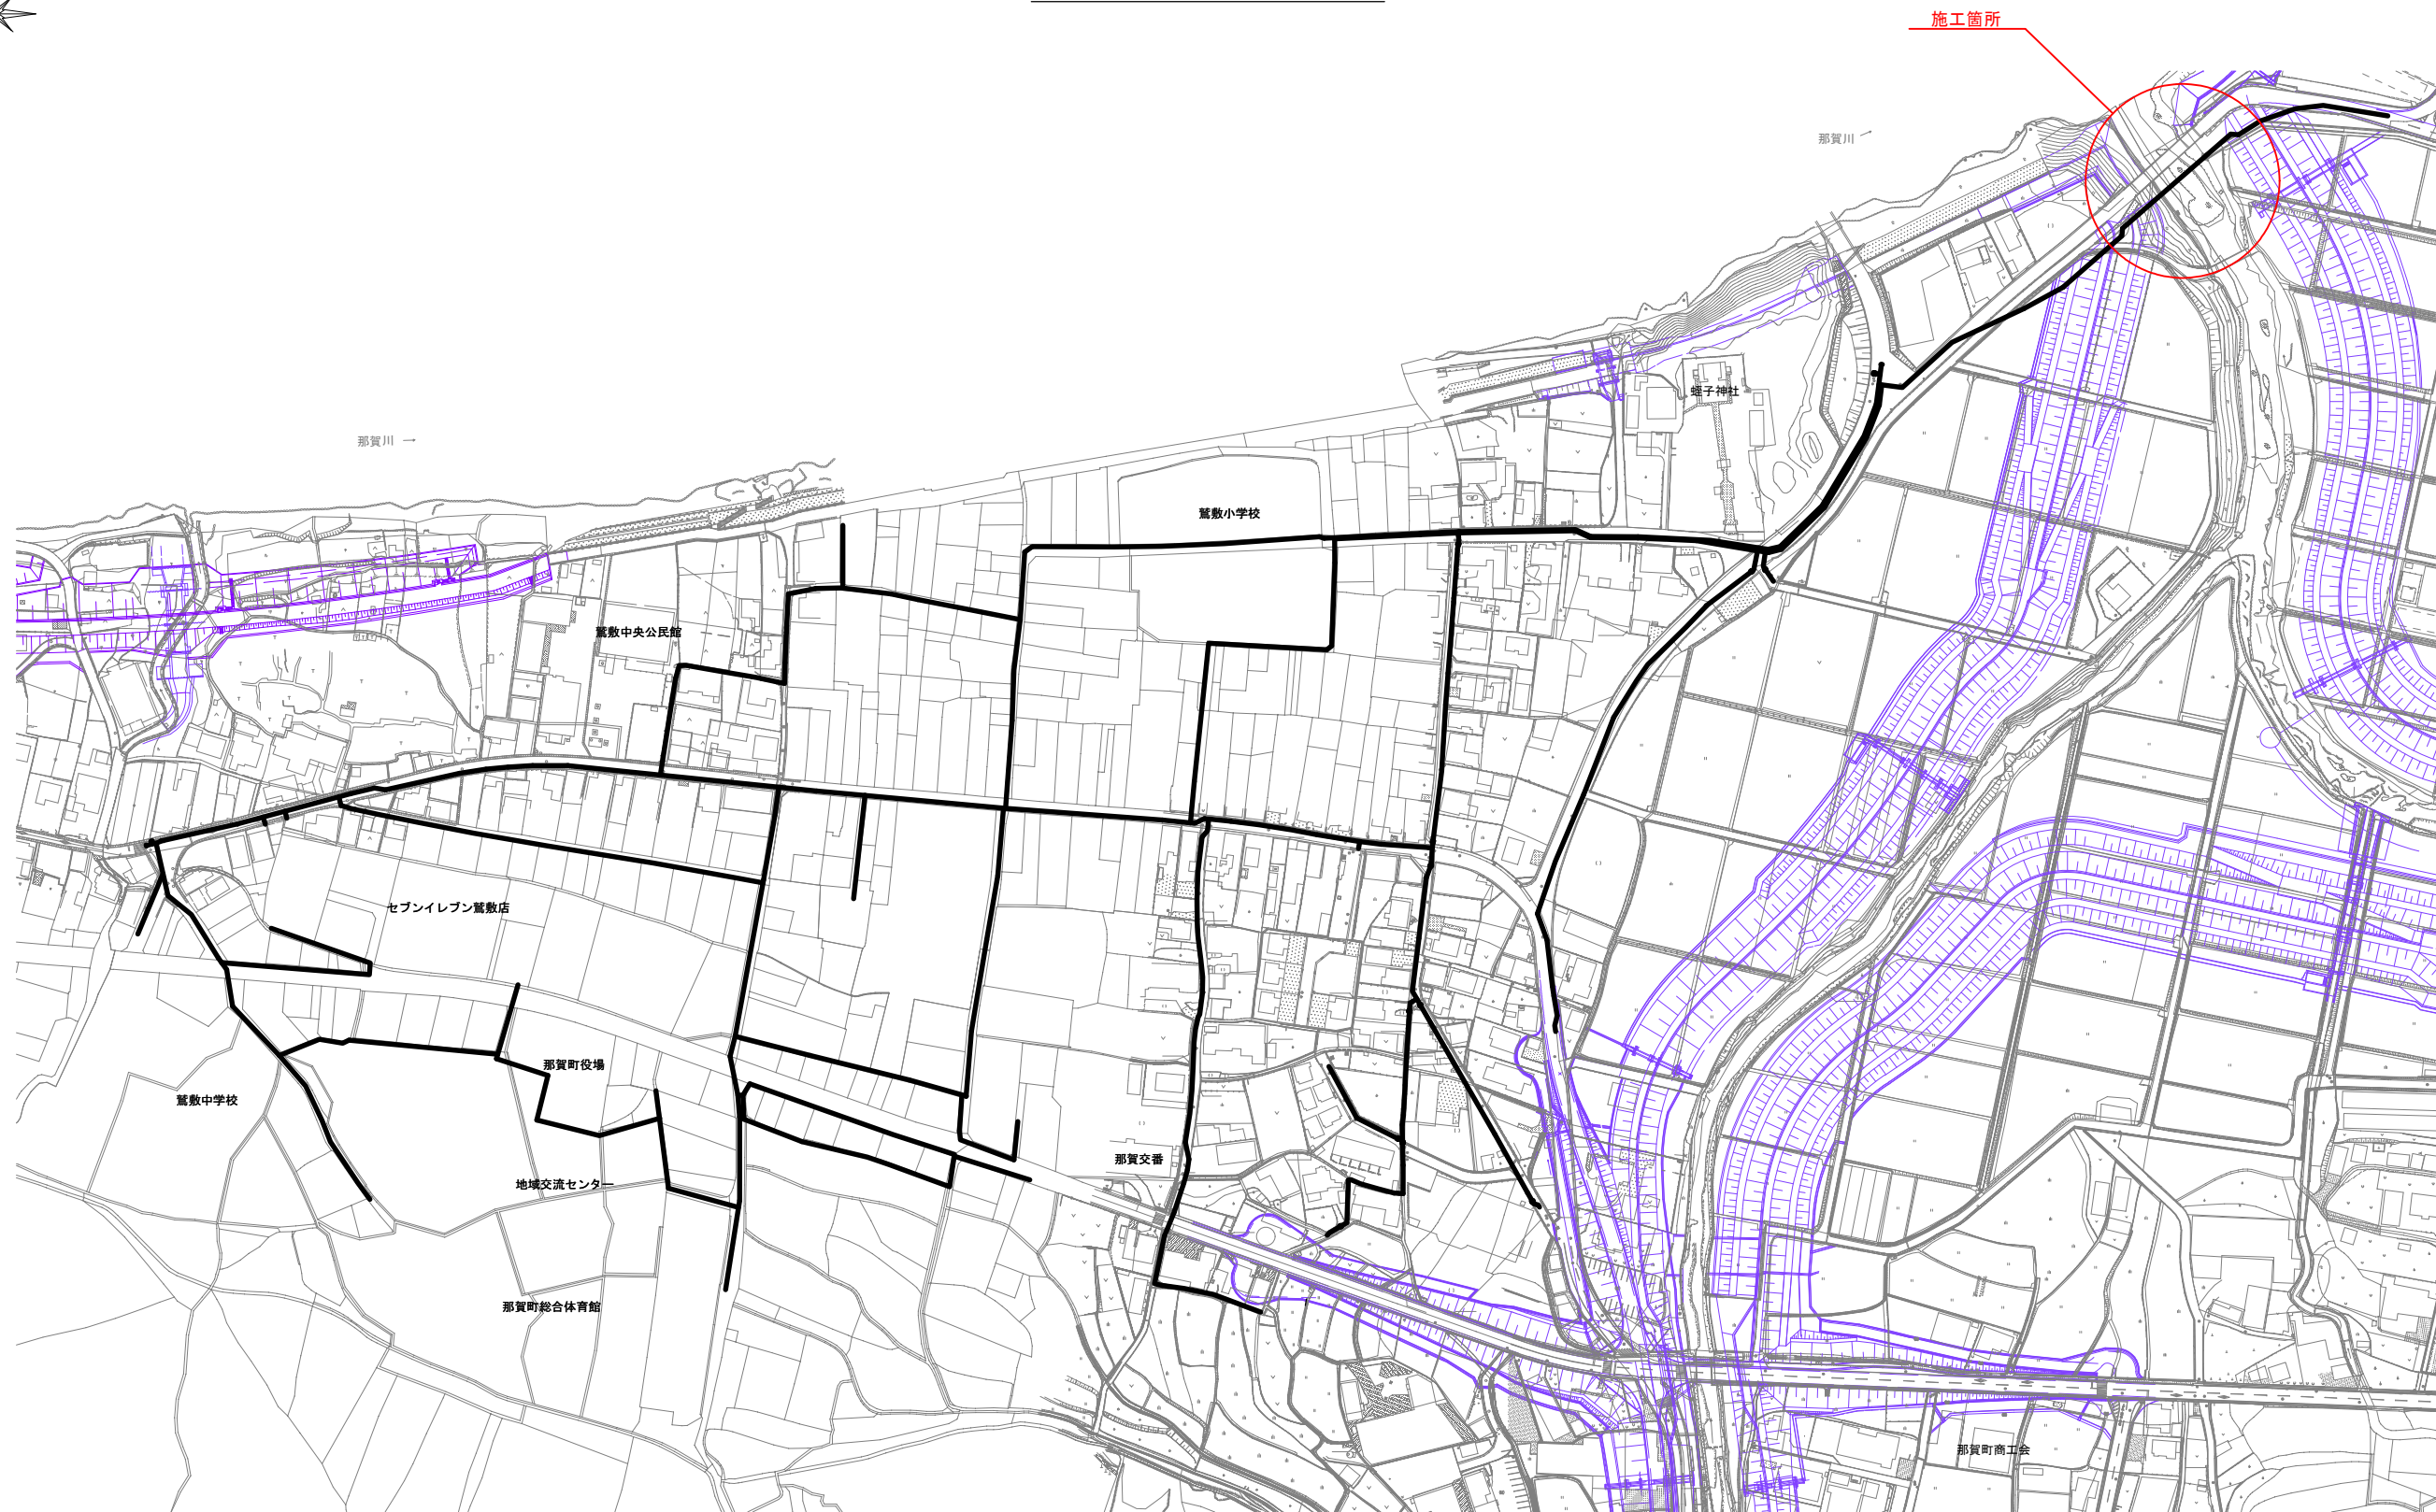 施工箇所
那賀川
蛭子神社
那賀川
鷲敷小学校
鷲敷中央公民館
セブンイレブン鷲敷店
那賀町役場
鷲敷中学校
那賀交番
地域交流センター
那賀町総合体育館
那賀町商工会